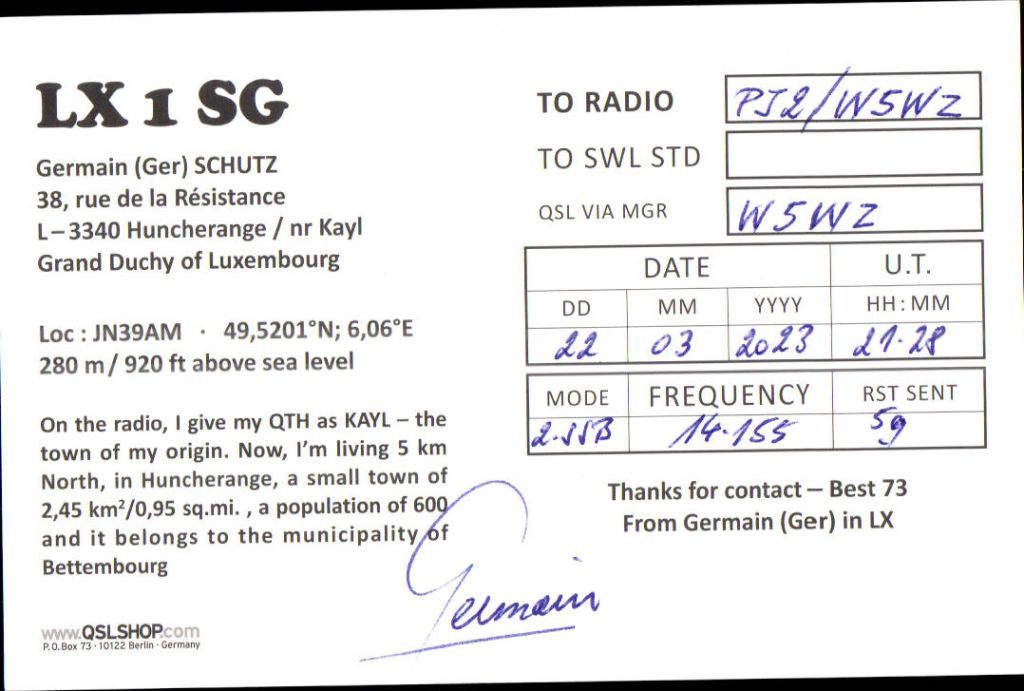 LX 1 SG
Germain (Ger) SCHUTZ
38, rue de la Résistance
L–3340 Huncherange / nr Kayl
Grand Duchy of Luxembourg
Loc : JN39AM · 49,5201°N; 6,06°E
280 m / 920 ft above sea level
On the radio, I give my QTH as KAYL – the
town of my origin. Now, I'm living 5 km
North, in Huncherange, a small town of
2,45 km²/0,95 sq.mi. , a population of 600
and it belongs to the municipality of
Bettembourg
www.QSLSHOP.com
P.O.Box 73 · 10122 Berlin · Germany
TO RADIO PJ2/W5WZ
TO SWL STD
QSL VIA MGR W5WZ
DATE U.T.
DD MM YYYY HH:MM
22 03 2023 21·28
MODE FREQUENCY RST SENT
2·SSB 14·155 59
Thanks for contact – Best 73
From Germain (Ger) in LX
Germain